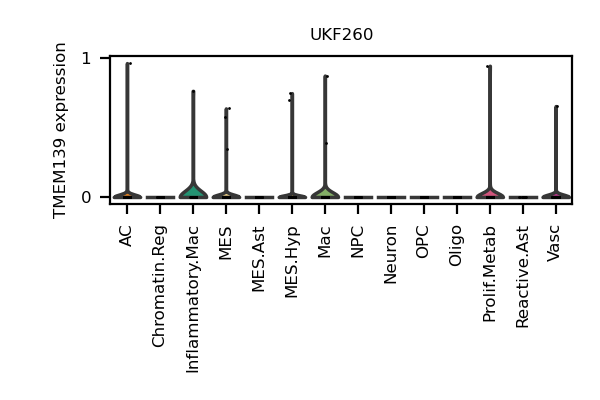 UKF260
TMEM139 expression
1
0
AC
Chromatin.Reg
Inflammatory.Mac
MES
MES.Ast
MES.Hyp
Mac
NPC
Neuron
OPC
Oligo
Prolif.Metab
Reactive.Ast
Vasc